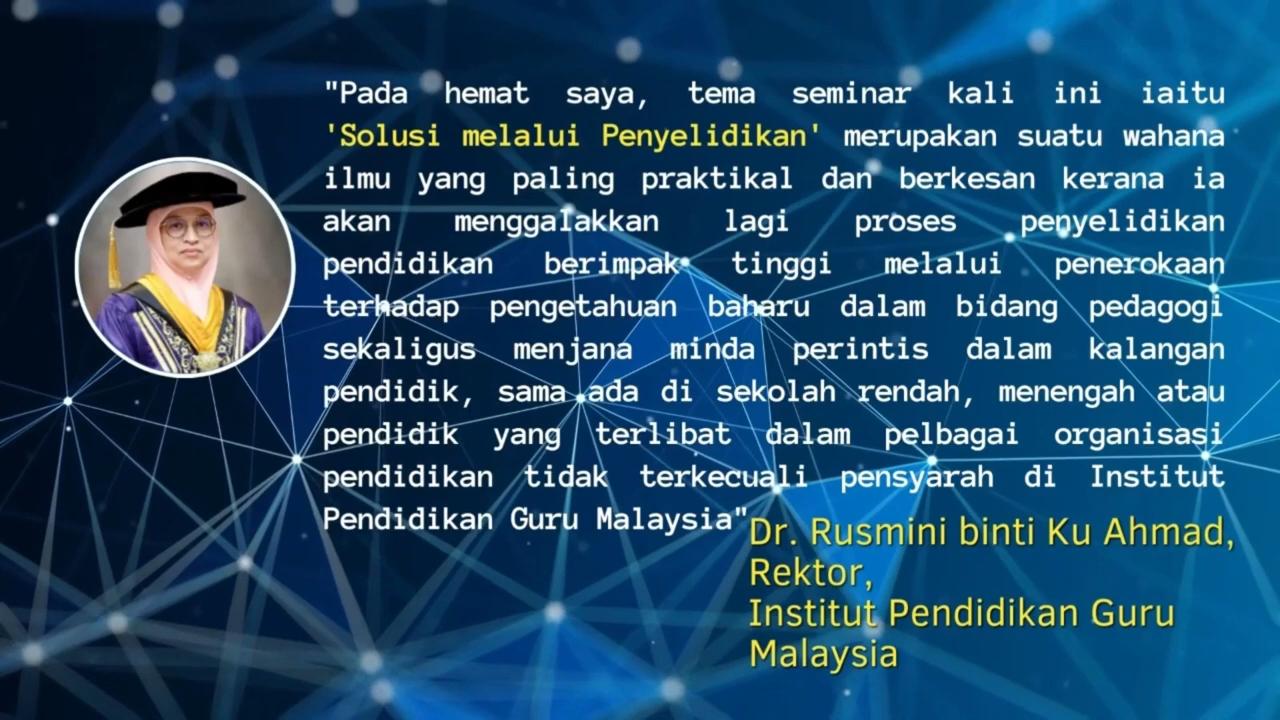 "Pada hemat saya, tema seminar kali ini iaitu
'Solusi melalui Penyelidikan' merupakan suatu wahana
ilmu yang paling praktikal dan berkesan kerana ia
akan menggalakkan lagi proses penyelidikan
pendidikan berimpak tinggi melalui penerokaan
terhadap pengetahuan baharu dalam bidang pedagogi
sekaligus menjana minda perintis dalam kalangan
pendidik, sama ada di sekolah rendah, menengah atau
pendidik yang terlibat dalam pelbagai organisasi
pendidikan tidak terkecuali pensyarah di Institut
Pendidikan Guru Malaysia"
Dr. Rusmini binti Ku Ahmad,
Rektor,
Institut Pendidikan Guru
Malaysia